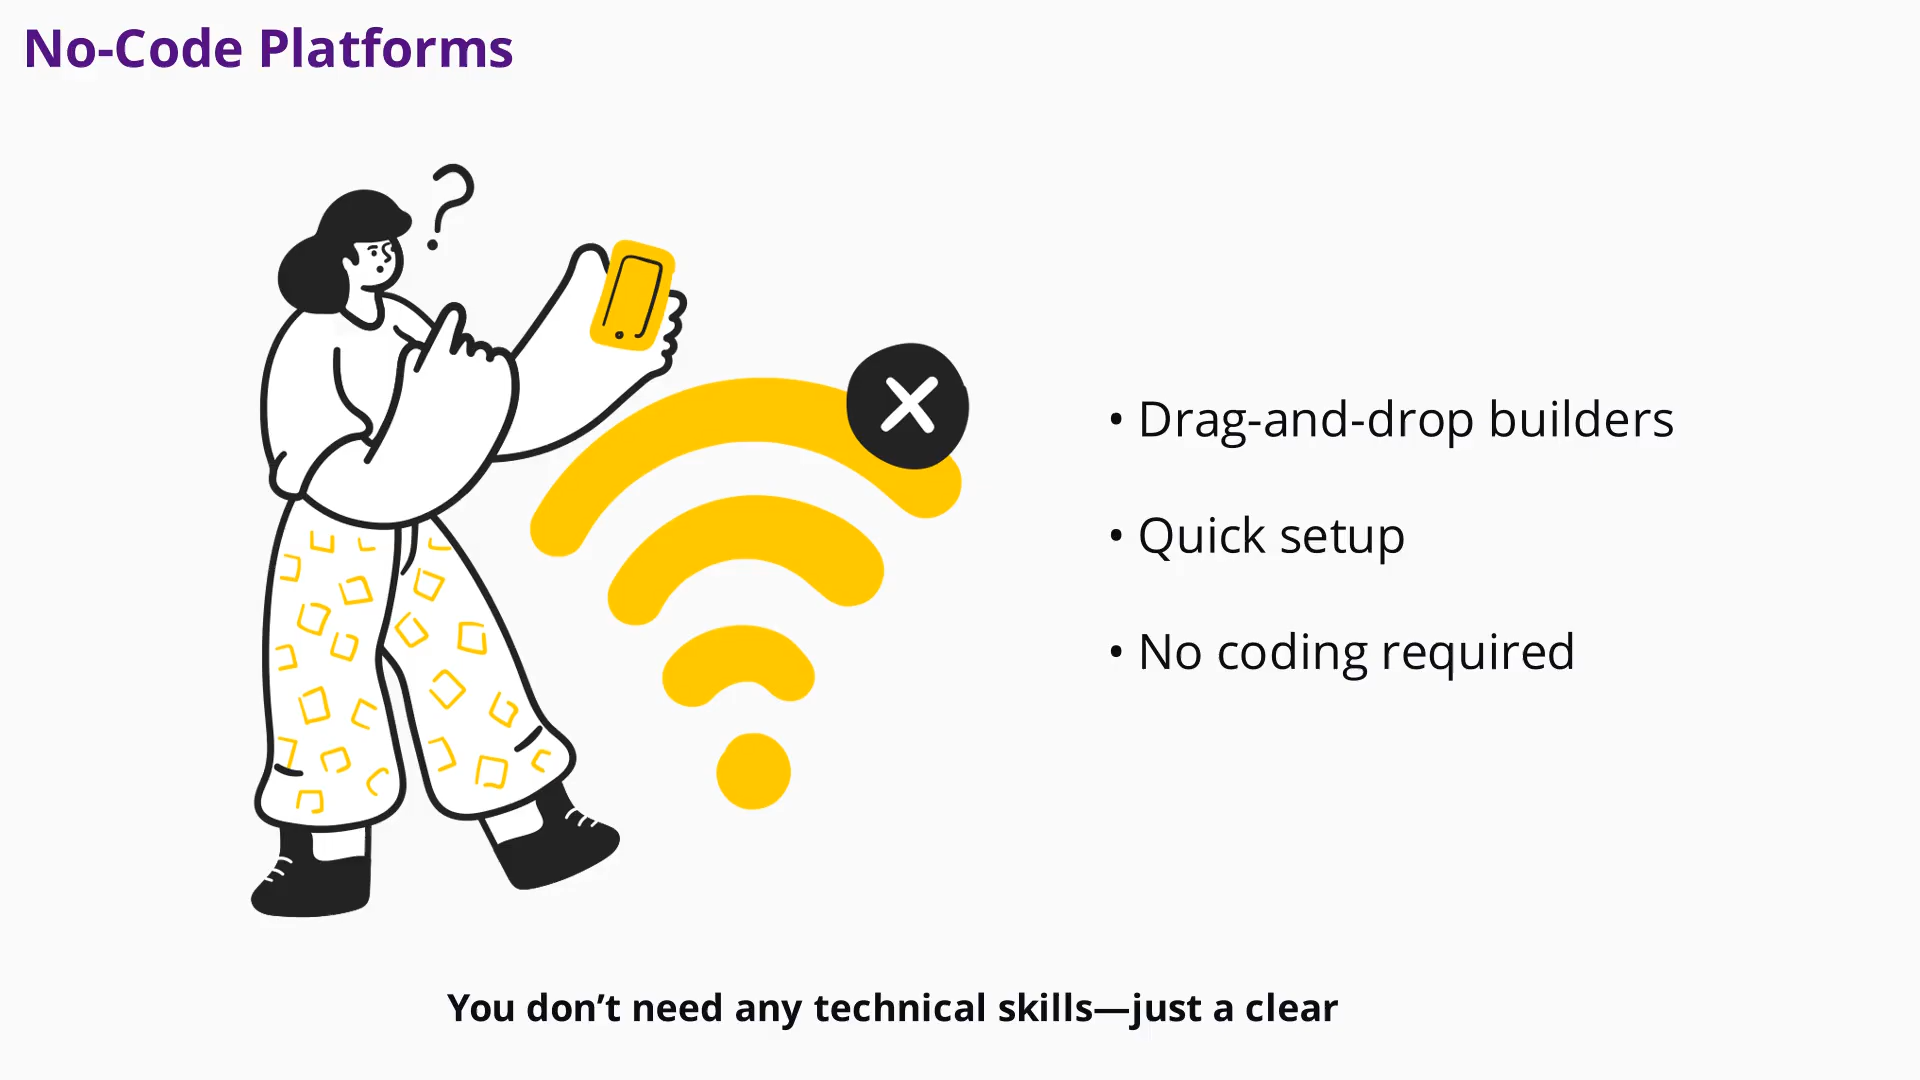 No-Code Platforms
?
• Drag-and-drop builders
• Quick setup
• No coding required
You don’t need any technical skills—just a clear